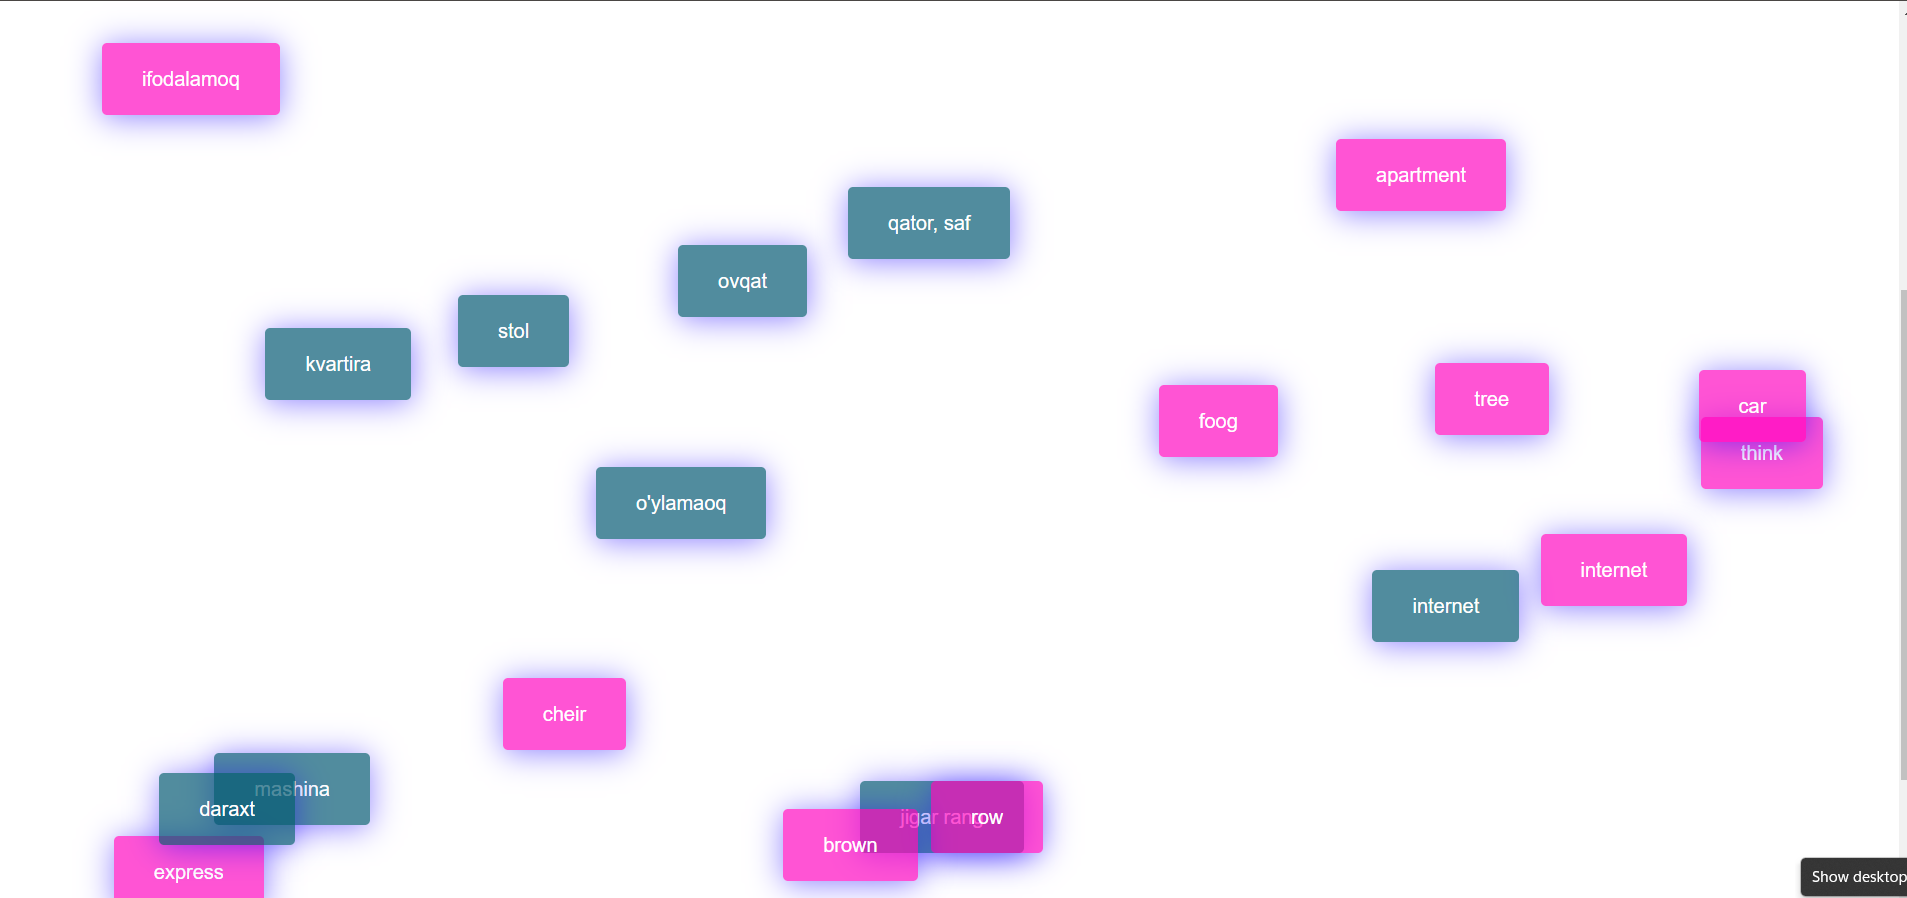 ifodalamoq
apartment
qator, saf
ovqat
stol
kvartira
tree
car
foog
think
o'ylamaoq
internet
internet
cheir
mashina
daraxt
jigar rang
row
brown
express
Show desktop